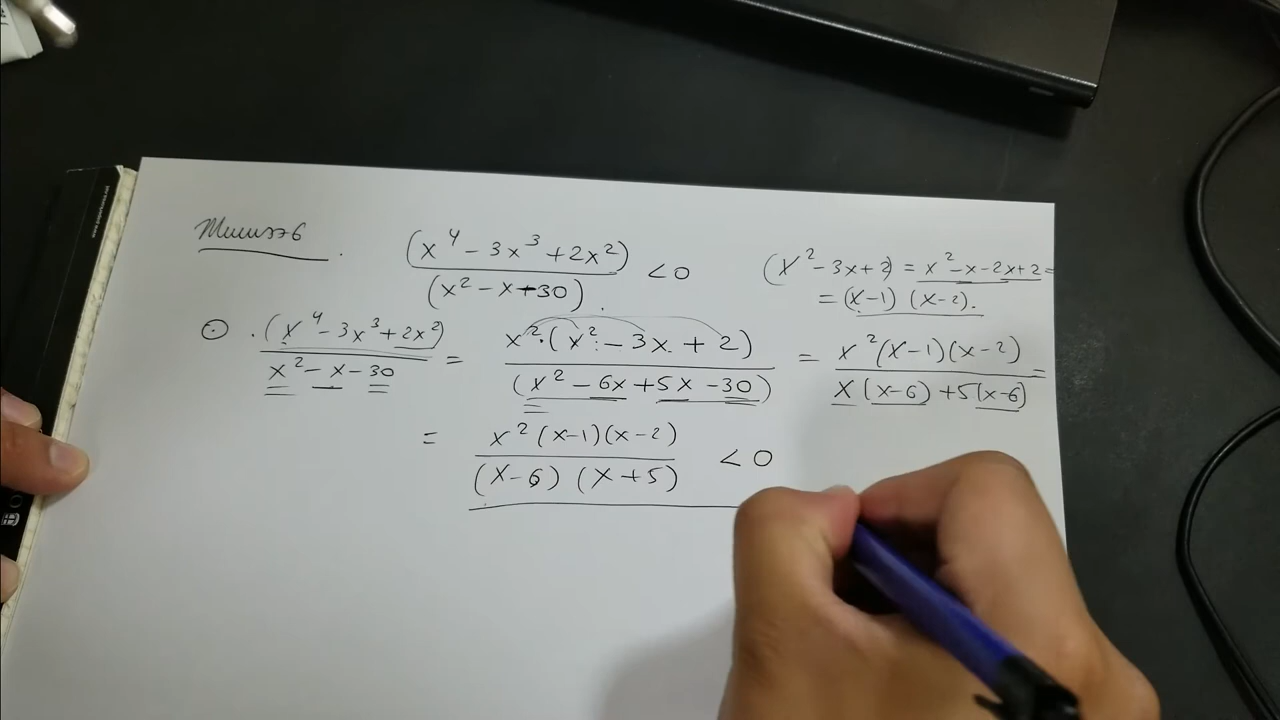 (x⁴ - 3x³ + 2x²) / (x² - x - 30) < 0
(x² - 3x + 2) = x² - x - 2x + 2 =
= (x-1) (x-2).
⊙ . (x⁴ - 3x³ + 2x²) / x² - x - 30 = x²·(x² - 3x + 2) / (x² - 6x + 5x - 30) = x²(x-1)(x-2) / x(x-6) + 5(x-6) =
= x²(x-1)(x-2) / (x-6) (x+5) < 0